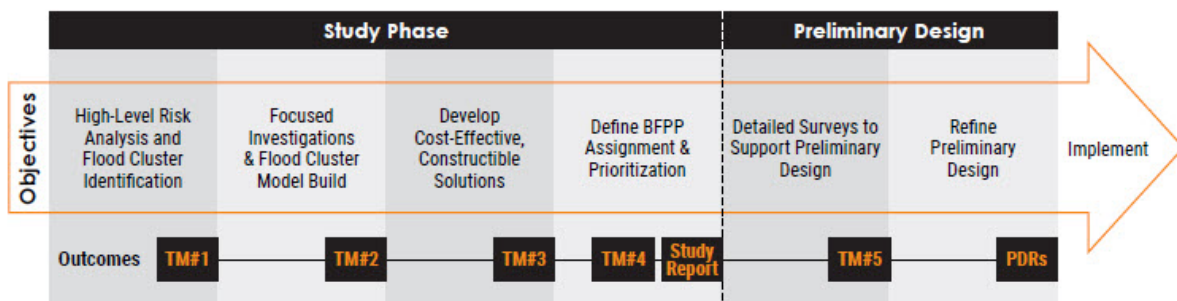 Study Phase
Preliminary Design
Objectives
High-Level Risk
Analysis and
Flood Cluster
Identification
Focused
Investigations
& Flood Cluster
Model Build
Develop
Cost-Effective,
Constructible
Solutions
Define BFPP
Assignment &
Prioritization
Detailed Surveys to
Support Preliminary
Design
Refine
Preliminary
Design
Implement
Outcomes
TM#1
TM#2
TM#3
TM#4
Study
Report
TM#5
PDRs